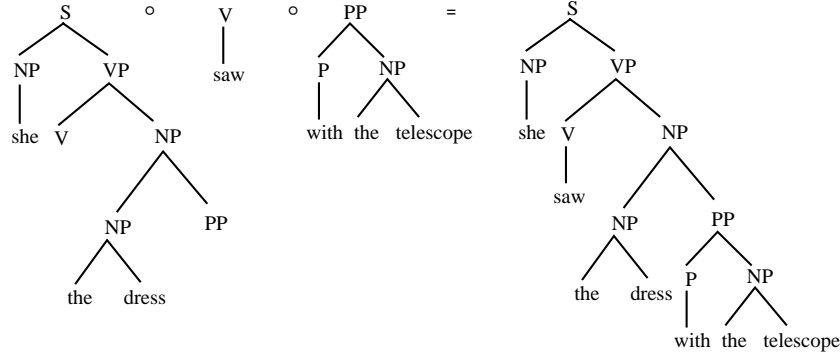 S ∘ V ∘ PP = S
NP VP saw P NP NP VP
she V NP with the telescope she V NP
saw
NP PP NP PP
the dress the dress P NP
with the telescope